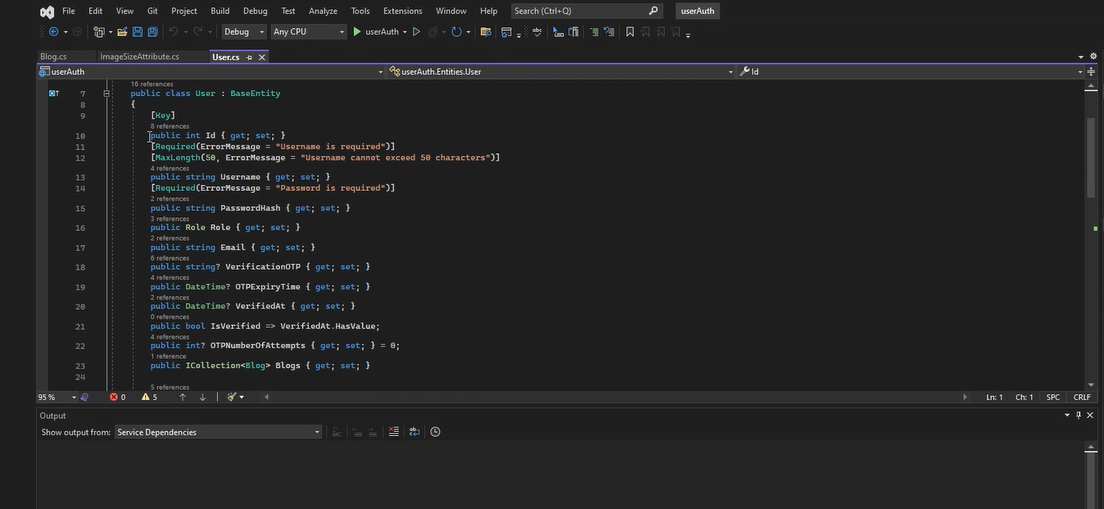 File Edit View Git Project Build Debug Test Analyze Tools Extensions Window Help Search (Ctrl+Q) userAuth
Debug Any CPU userAuth
Blog.cs ImageSizeAttribute.cs User.cs
userAuth userAuth.Entities.User Id
16 references
7 public class User : BaseEntity
8 {
9 [Key]
8 references
10 public int Id { get; set; }
11 [Required(ErrorMessage = "Username is required")]
12 [MaxLength(50, ErrorMessage = "Username cannot exceed 50 characters")]
4 references
13 public string Username { get; set; }
14 [Required(ErrorMessage = "Password is required")]
2 references
15 public string PasswordHash { get; set; }
3 references
16 public Role Role { get; set; }
2 references
17 public string Email { get; set; }
6 references
18 public string? VerificationOTP { get; set; }
4 references
19 public DateTime? OTPExpiryTime { get; set; }
2 references
20 public DateTime? VerifiedAt { get; set; }
0 references
21 public bool IsVerified => VerifiedAt.HasValue;
4 references
22 public int? OTPNumberOfAttempts { get; set; } = 0;
1 reference
23 public ICollection<Blog> Blogs { get; set; }
24
5 references
95 % 0 5 Ln: 1 Ch: 1 SPC CRLF
Output
Show output from: Service Dependencies